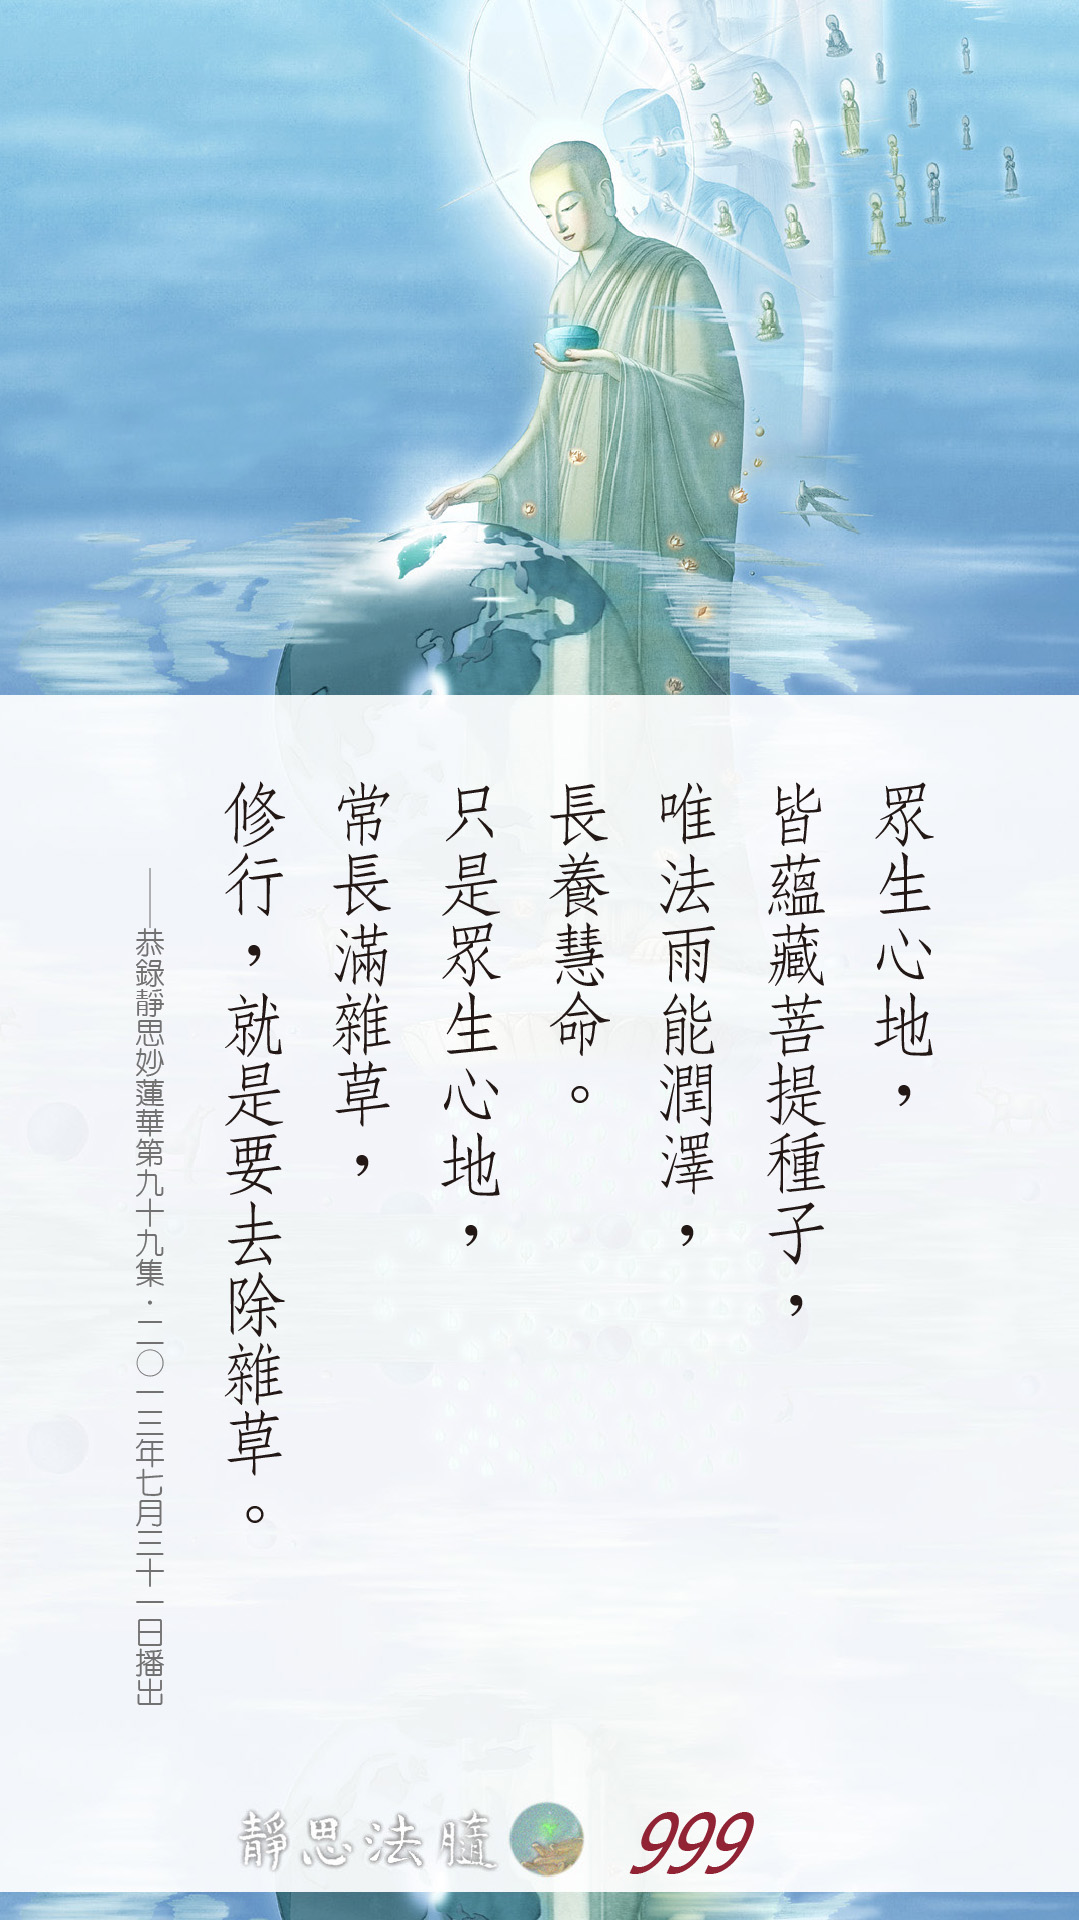 眾生心地，
皆蘊藏菩提種子，
唯法雨能潤澤，
長養慧命。
只是眾生心地，
常長滿雜草，
修行，就是要去除雜草。
——恭錄靜思妙蓮華第九十九集．二〇一三年七月三十一日播出
靜思法髓
999